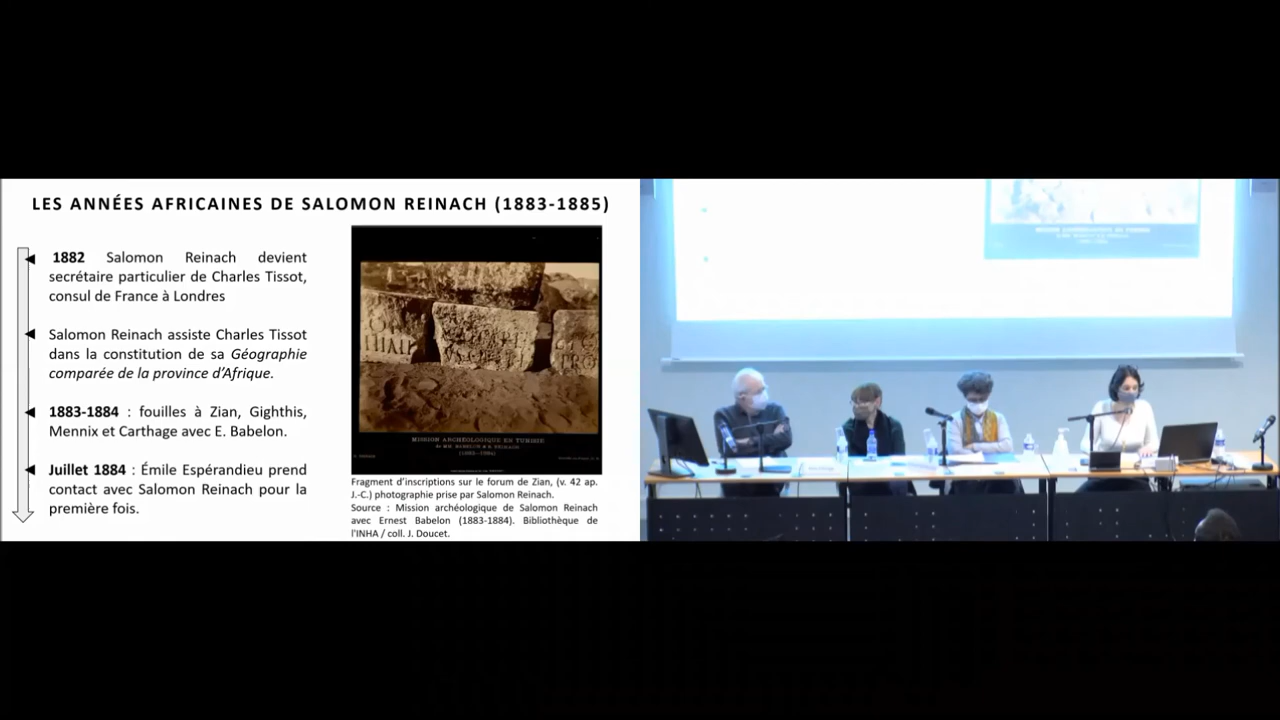 LES ANNÉES AFRICAINES DE SALOMON REINACH (1883-1885)
1882 Salomon Reinach devient
secrétaire particulier de Charles Tissot,
consul de France à Londres
Salomon Reinach assiste Charles Tissot
dans la constitution de sa Géographie
comparée de la province d’Afrique.
1883-1884 : fouilles à Zian, Gighthis,
Mennix et Carthage avec E. Babelon.
Juillet 1884 : Émile Espérandieu prend
contact avec Salomon Reinach pour la
première fois.
MISSION ARCHÉOLOGIQUE EN TUNISIE
de MM. BABELON & S. REINACH
(1883-1884)
Fragment d’inscriptions sur le forum de Zian, (v. 42 ap.
J.-C.) photographie prise par Salomon Reinach.
Source : Mission archéologique de Salomon Reinach
avec Ernest Babelon (1883-1884). Bibliothèque de
l'INHA / coll. J. Doucet.